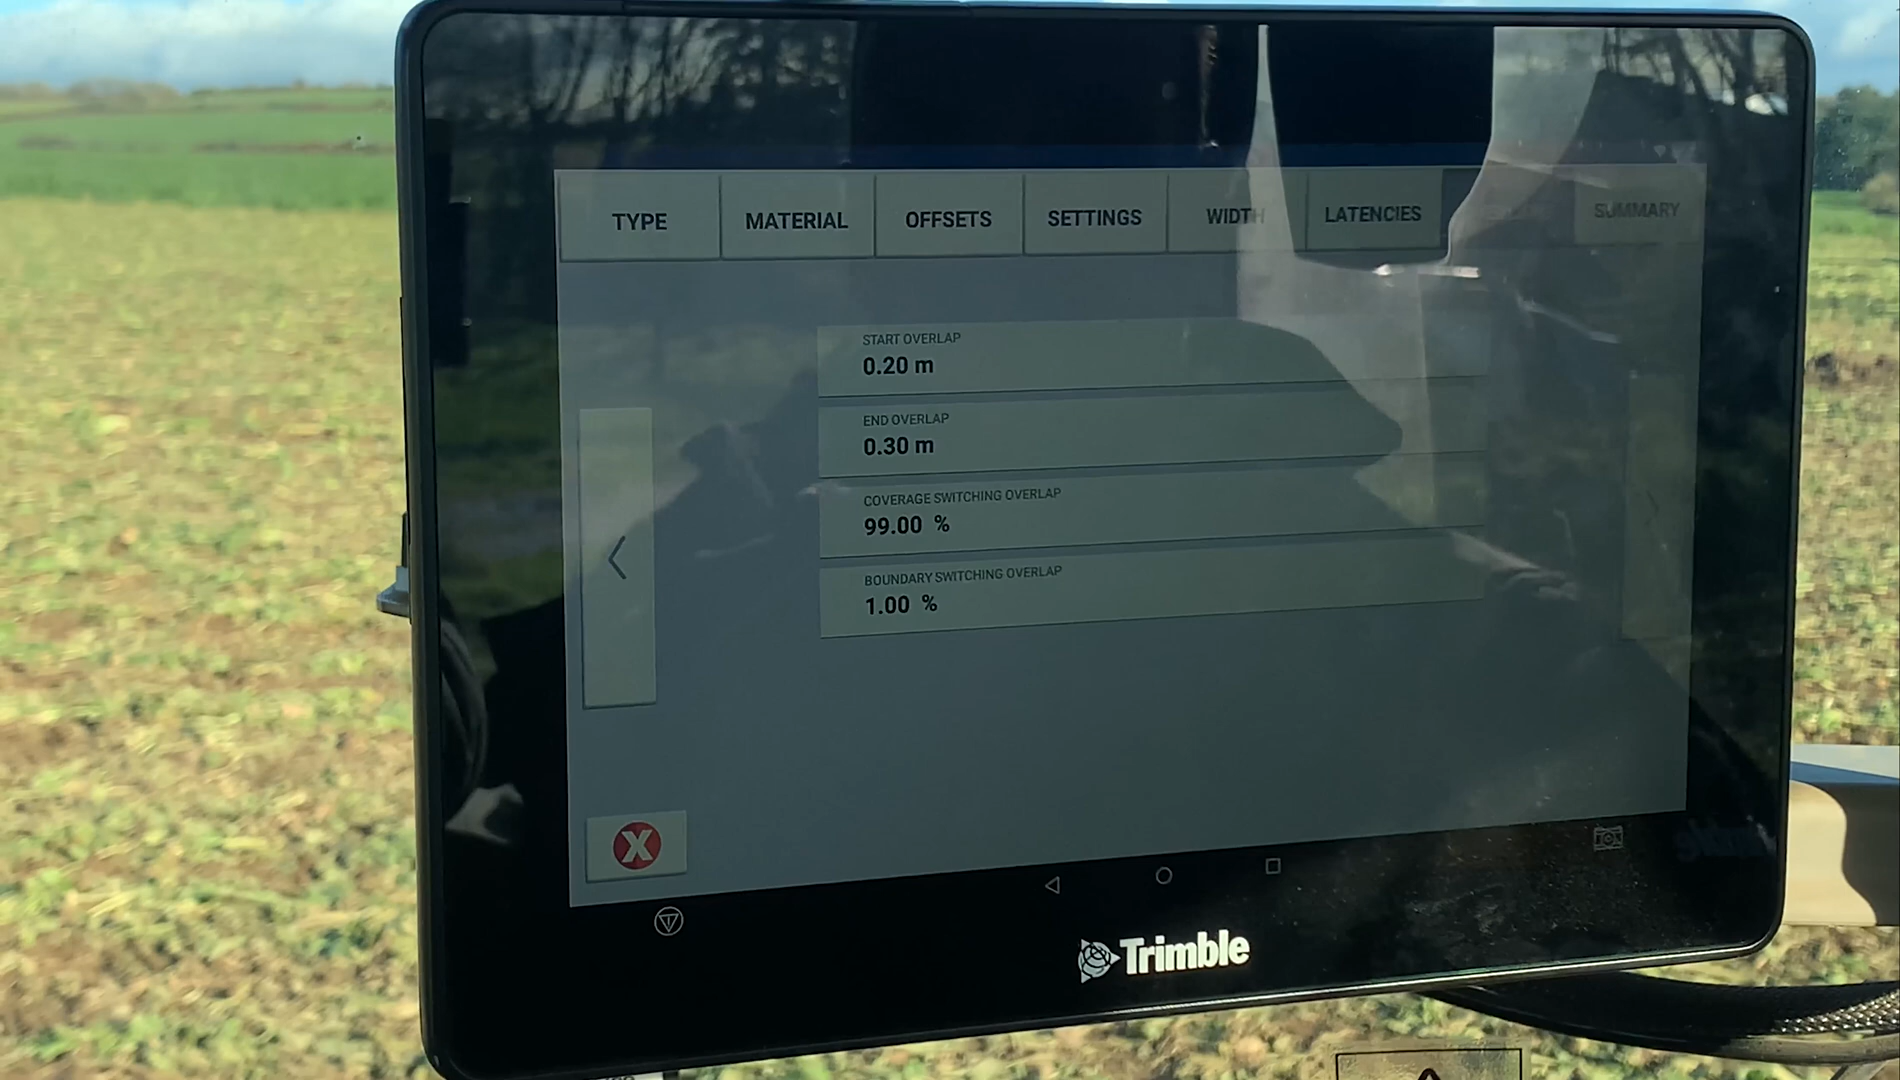 TYPE
MATERIAL
OFFSETS
SETTINGS
WIDTH
LATENCIES
SUMMARY
START OVERLAP
0.20 m
END OVERLAP
0.30 m
COVERAGE SWITCHING OVERLAP
99.00 %
BOUNDARY SWITCHING OVERLAP
1.00 %
X
Trimble